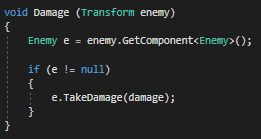 void Damage (Transform enemy)
{
    Enemy e = enemy.GetComponent<Enemy>();
    if (e != null)
    {
        e.TakeDamage(damage);
    }
}